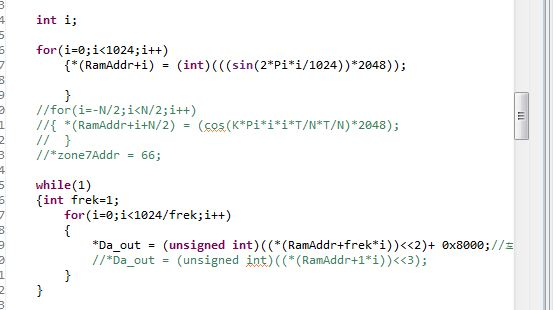 int i;
for(i=0;i<1024;i++)
{*(RamAddr+i) = (int)(((sin(2*Pi*i/1024))*2048));
}
//for(i=-N/2;i<N/2;i++)
//{ *(RamAddr+i+N/2) = (cos(K*Pi*i*i*T/N*T/N)*2048);
// }
//*zone7Addr = 66;
while(1)
{int frek=1;
for(i=0;i<1024/frek;i++)
{
*Da_out = (unsigned int)((*(RamAddr+frek*i))<<2)+ 0x8000;//
//*Da_out = (unsigned int)((*(RamAddr+1*i))<<3);
}
}